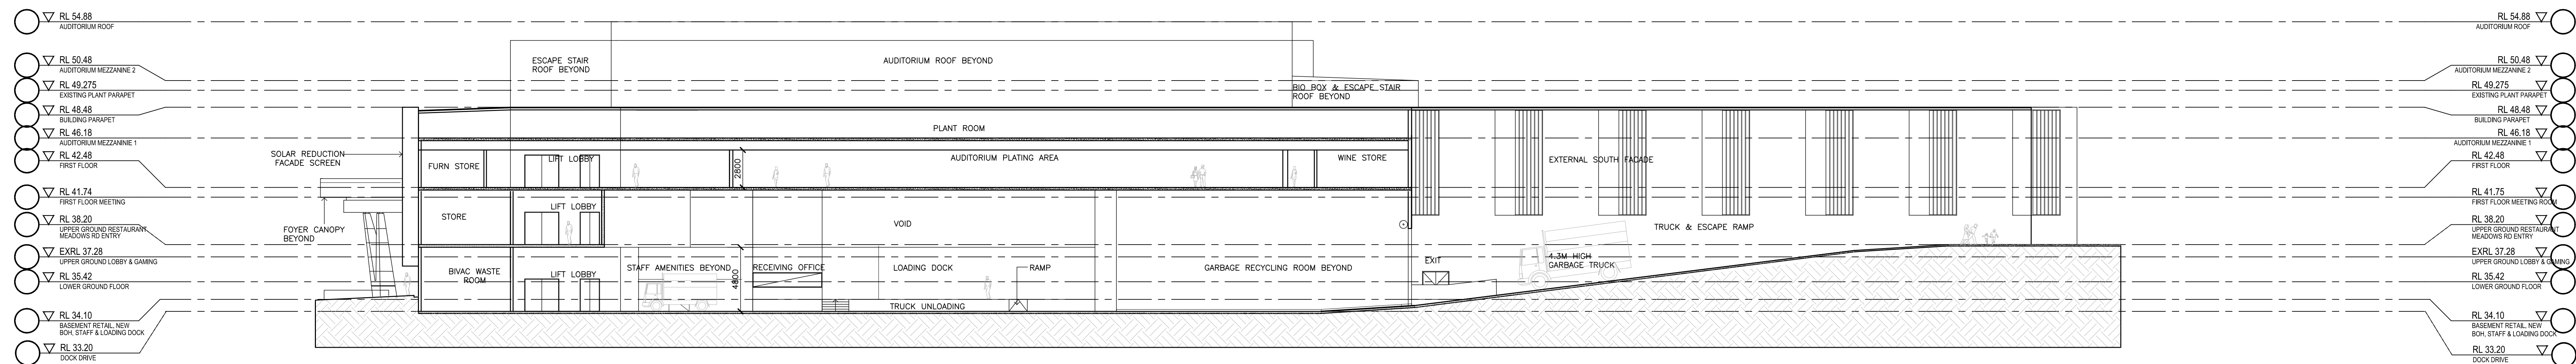 RL 54.88
AUDITORIUM ROOF
RL 50.48
AUDITORIUM MEZZANINE 2
RL 49.275
EXISTING PLANT PARAPET
RL 48.48
BUILDING PARAPET
RL 46.18
AUDITORIUM MEZZANINIE 1
RL 42.48
FIRST FLOOR
RL 41.74
FIRST FLOOR MEETING
RL 38.20
UPPER GROUND RESTAURANT
MEADOWS RD ENTRY
EXRL 37.28
UPPER GROUND LOBBY & GAMING
RL 35.42
LOWER GROUND FLOOR
RL 34.10
BASEMENT RETAIL, NEW
BOH, STAFF & LOADING DOCK
RL 33.20
DOCK DRIVE
ESCAPE STAIR
ROOF BEYOND
AUDITORIUM ROOF BEYOND
BIO BOX & ESCAPE STAIR
ROOF BEYOND
PLANT ROOM
SOLAR REDUCTION
FACADE SCREEN
FURN STORE
LIFT LOBBY
2800
AUDITORIUM PLATING AREA
WINE STORE
EXTERNAL SOUTH FACADE
STORE
LIFT LOBBY
VOID
FOYER CANOPY
BEYOND
TRUCK & ESCAPE RAMP
BIVAC WASTE
ROOM
LIFT LOBBY
STAFF AMENITIES BEYOND
4800
RECEIVING OFFICE
LOADING DOCK
RAMP
GARBAGE RECYCLING ROOM BEYOND
EXIT
4.3M HIGH
GARBAGE TRUCK
TRUCK UNLOADING
RL 54.88
AUDITORIUM ROOF
RL 50.48
AUDITORIUM MEZZANINE 2
RL 49.275
EXISTING PLANT PARAPET
RL 48.48
BUILDING PARAPET
RL 46.18
AUDITORIUM MEZZANINIE 1
RL 42.48
FIRST FLOOR
RL 41.75
FIRST FLOOR MEETING ROOM
RL 38.20
UPPER GROUND RESTAURANT
MEADOWS RD ENTRY
EXRL 37.28
UPPER GROUND LOBBY & GAMING
RL 35.42
LOWER GROUND FLOOR
RL 34.10
BASEMENT RETAIL, NEW
BOH, STAFF & LOADING DOCK
RL 33.20
DOCK DRIVE